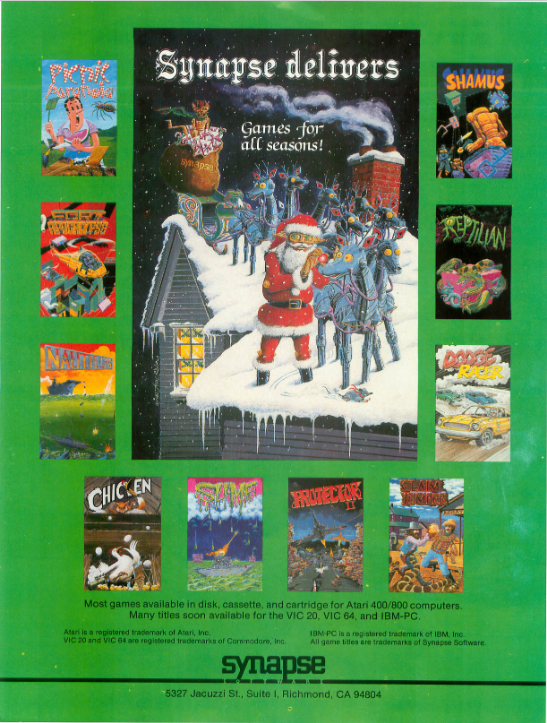 Synapse delivers
Games for
all seasons!
Synapse
PICNIC
Paranoia
FORT
APOCALYPSE
NAUTILUS
SHAMUS
REPTILIAN
DODGE
RACER
CHICKEN
SLIME
PROTECTOR
II
CLAIM
JUMPER
Most games available in disk, cassette, and cartridge for Atari 400/800 computers.
Many titles soon available for the VIC 20, VIC 64, and IBM-PC.
Atari is a registered trademark of Atari, Inc.
VIC 20 and VIC 64 are registered trademarks of Commodore, Inc.
IBM-PC is a registered trademark of IBM, Inc.
All game titles are trademarks of Synapse Software.
synapse
5327 Jacuzzi St., Suite I, Richmond, CA 94804